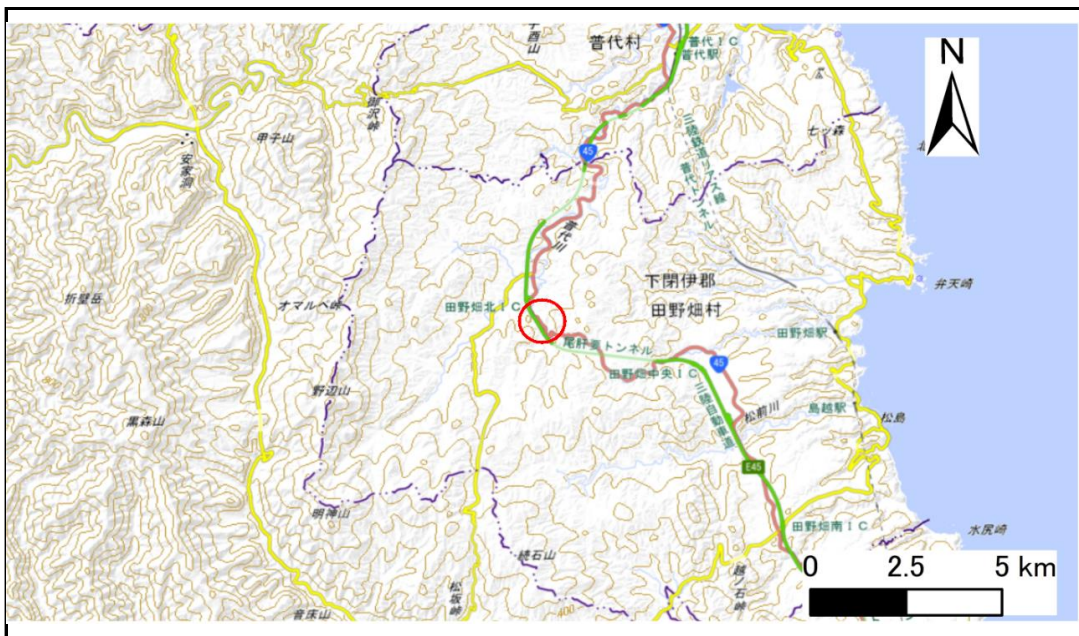 普代村
普代ＩＣ
普代駅
N
御沢峠
甲子山
安家洞
45
七ッ森
三陸鉄道リアス線
普代トンネル
普代川
弁天崎
下閉伊郡
田野畑村
折壁岳
オマルペ峠
田野畑北ＩＣ
田野畑駅
尾肝要トンネル
田野畑中央ＩＣ
45
野辺山
黒森山
三陸自動車道
松前川
島越駅
松島
E45
明神山
続石山
田野畑南ＩＣ
水尻崎
松坂峠
音床山
400
0 2.5 5 km